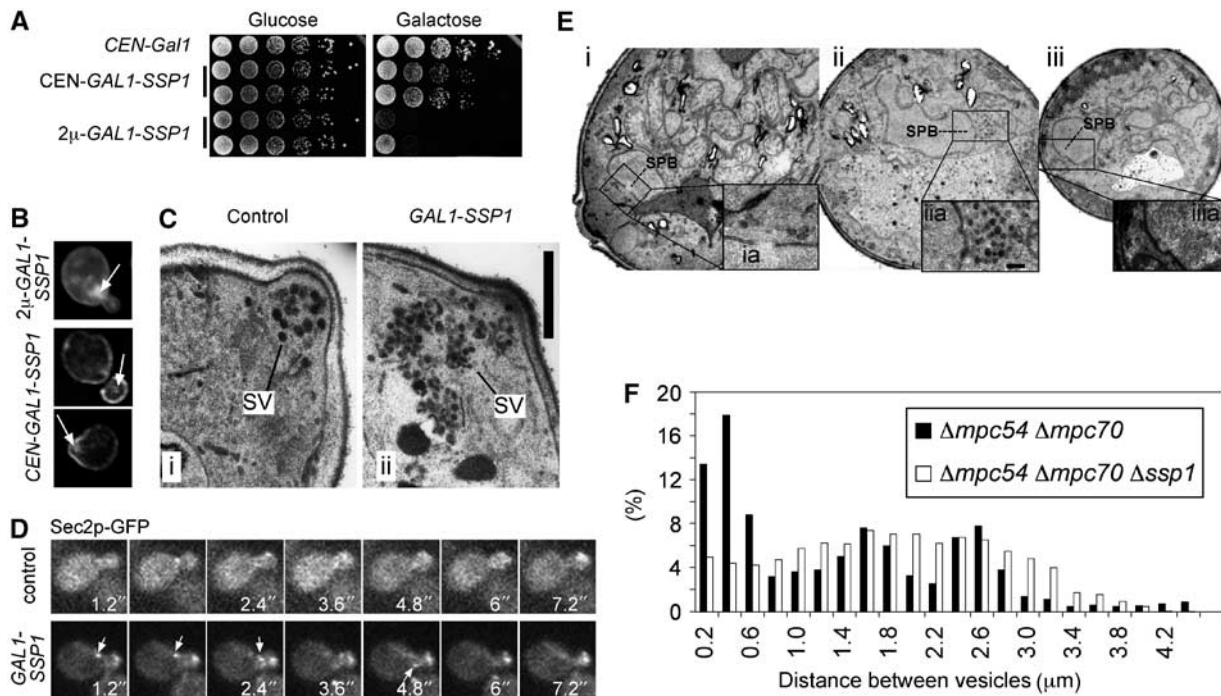 A
Glucose
Galactose
CEN-Gal1
CEN-GAL1-SSP1
2μ-GAL1-SSP1
B
2μ-GAL1-
SSP1
CEN-GAL1-SSP1
C
Control
GAL1-SSP1
SV
SV
i
ii
D
Sec2p-GFP
control
1.2″
2.4″
3.6″
4.8″
6″
7.2″
GAL1-
SSP1
1.2″
2.4″
3.6″
4.8″
6″
7.2″
E
i
ii
iii
SPB
SPB
SPB
ia
iia
iiia
F
20
16
12
8
4
0
(%)
Δmpc54 Δmpc70
Δmpc54 Δmpc70 Δssp1
0.2
0.6
1.0
1.4
1.8
2.2
2.6
3.0
3.4
3.8
4.2
Distance between vesicles (μm)